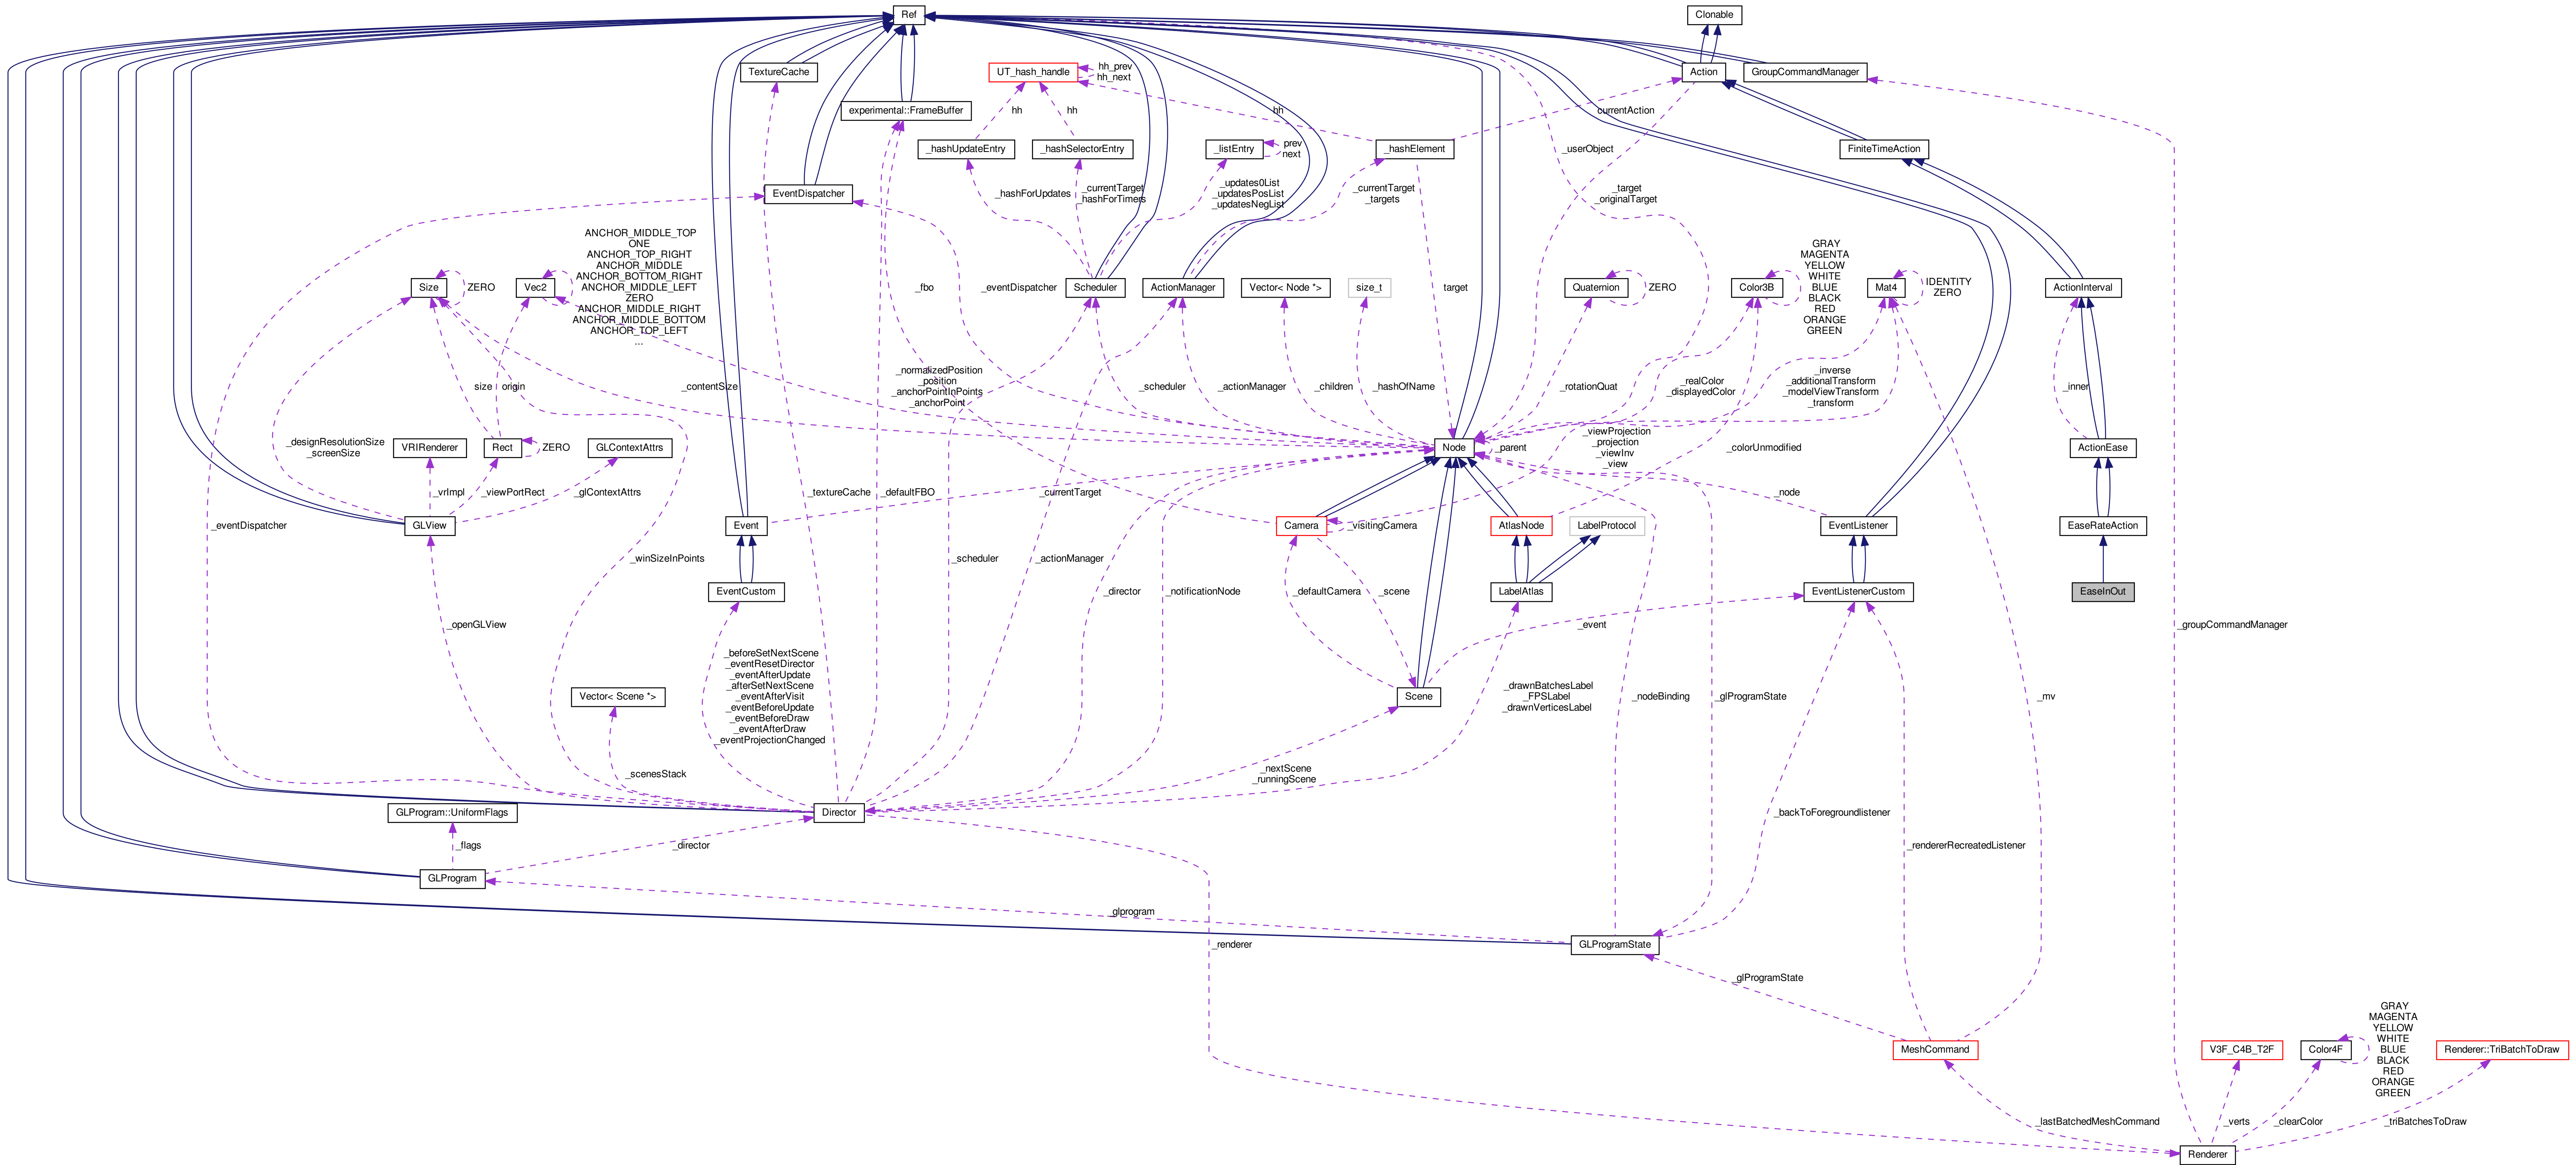 Ref
Clonable
TextureCache
UT_hash_handle
hh_prev
hh_next
Action
GroupCommandManager
experimental::FrameBuffer
hh
hh
hh
currentAction
_hashUpdateEntry
_hashSelectorEntry
_listEntry
prev
next
_hashElement
_userObject
FiniteTimeAction
EventDispatcher
_hashForUpdates
_currentTarget
_hashForTimers
_updates0List
_updatesPosList
_updatesNegList
_currentTarget
_targets
_target
_originalTarget
ANCHOR_MIDDLE_TOP
ONE
ANCHOR_TOP_RIGHT
ANCHOR_MIDDLE
ANCHOR_BOTTOM_RIGHT
ANCHOR_MIDDLE_LEFT
ZERO
ANCHOR_MIDDLE_RIGHT
ANCHOR_MIDDLE_BOTTOM
ANCHOR_TOP_LEFT
...
Size
ZERO
Vec2
_fbo
_eventDispatcher
Scheduler
ActionManager
Vector< Node *>
size_t
target
Quaternion
ZERO
Color3B
GRAY
MAGENTA
YELLOW
WHITE
BLUE
BLACK
RED
ORANGE
GREEN
Mat4
IDENTITY
ZERO
ActionInterval
size
origin
_contentSize
_normalizedPosition
_position
_anchorPointInPoints
_anchorPoint
_scheduler
_actionManager
_children
_hashOfName
_rotationQuat
_realColor
_displayedColor
_inverse
_additionalTransform
_modelViewTransform
_transform
_inner
_designResolutionSize
_screenSize
VRIRenderer
Rect
ZERO
GLContextAttrs
Node
_parent
_viewProjection
_projection
_viewInv
_view
_colorUnmodified
ActionEase
_vrImpl
_viewPortRect
_glContextAttrs
_textureCache
_defaultFBO
_currentTarget
_node
_eventDispatcher
GLView
Event
Camera
_visitingCamera
AtlasNode
LabelProtocol
EventListener
EaseRateAction
_winSizeInPoints
_scheduler
_actionManager
EventCustom
_director
_notificationNode
_defaultCamera
_scene
LabelAtlas
EventListenerCustom
EaseInOut
_openGLView
_event
_groupCommandManager
_beforeSetNextScene
_eventResetDirector
_eventAfterUpdate
_afterSetNextScene
_eventAfterVisit
_eventBeforeUpdate
_eventBeforeDraw
_eventAfterDraw
_eventProjectionChanged
Vector< Scene *>
Scene
_drawnBatchesLabel
_FPSLabel
_drawnVerticesLabel
_nodeBinding
_glProgramState
_mv
_scenesStack
_nextScene
_runningScene
GLProgram::UniformFlags
Director
_backToForegroundlistener
_flags
_director
_rendererRecreatedListener
GLProgram
_glprogram
GLProgramState
_renderer
_glProgramState
GRAY
MAGENTA
YELLOW
WHITE
BLUE
BLACK
RED
ORANGE
GREEN
MeshCommand
V3F_C4B_T2F
Color4F
Renderer::TriBatchToDraw
_lastBatchedMeshCommand
_verts
_clearColor
_triBatchesToDraw
Renderer